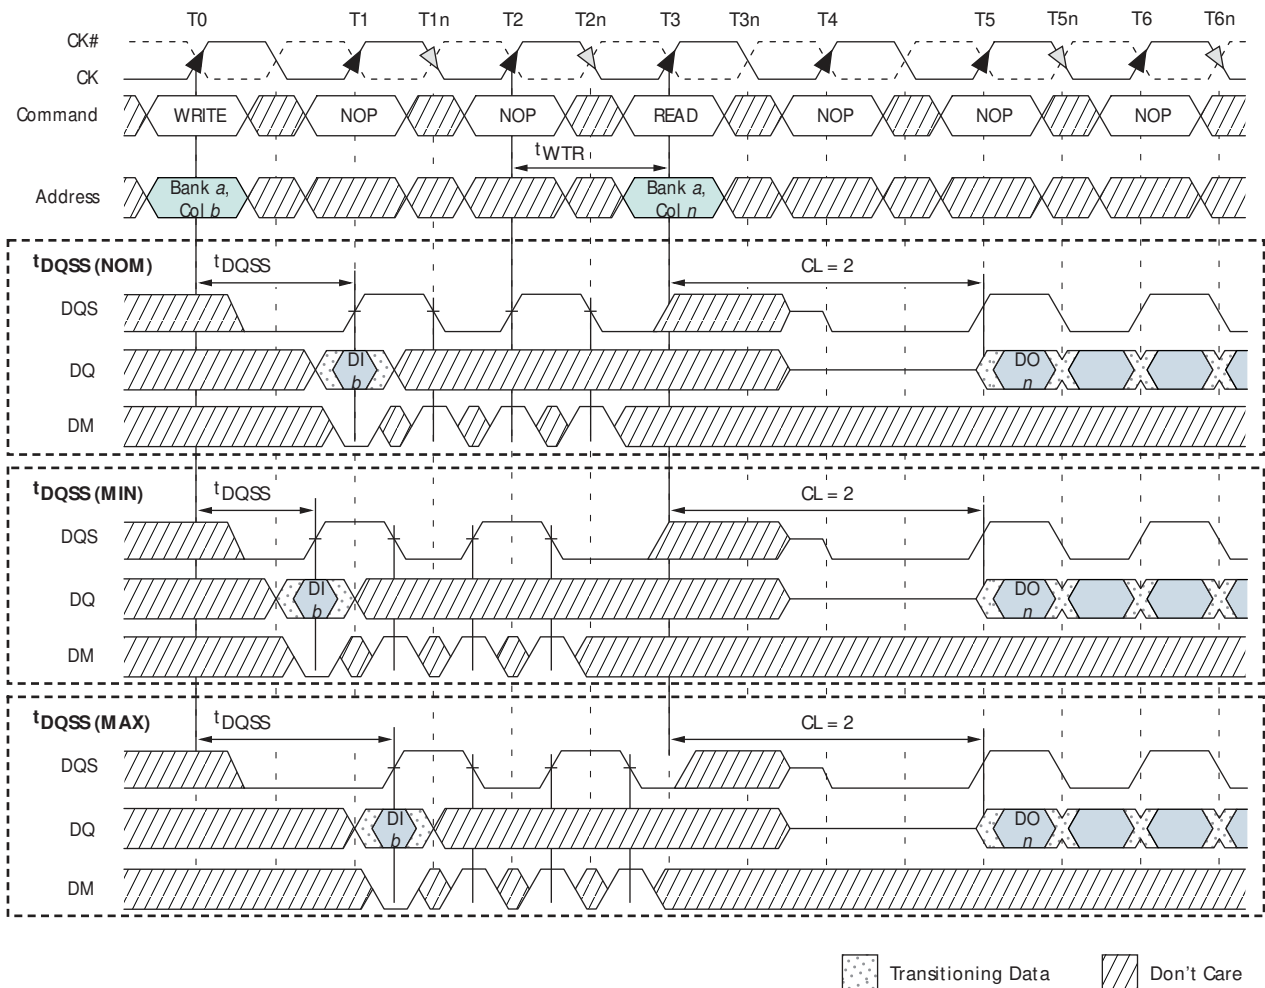 T0 T1 T1n T2 T2n T3 T3n T4 T5 T5n T6 T6n
CK#
CK
Command WRITE NOP NOP READ NOP NOP NOP
tWTR
Address Bank a, Col b Bank a, Col n
tDQSS (NOM) tDQSS CL = 2
DQS
DQ DI b DO n
DM
tDQSS (MIN) tDQSS CL = 2
DQS
DQ DI b DO n
DM
tDQSS (MAX) tDQSS CL = 2
DQS
DQ DI b DO n
DM
Transitioning Data Don't Care